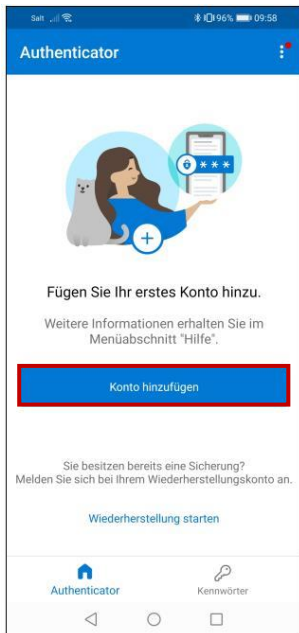 Salt 96% 09:58
Authenticator
***
Fügen Sie Ihr erstes Konto hinzu.
Weitere Informationen erhalten Sie im
Menüabschnitt "Hilfe".
Konto hinzufügen
Sie besitzen bereits eine Sicherung?
Melden Sie sich bei Ihrem Wiederherstellungskonto an.
Wiederherstellung starten
Authenticator Kennwörter